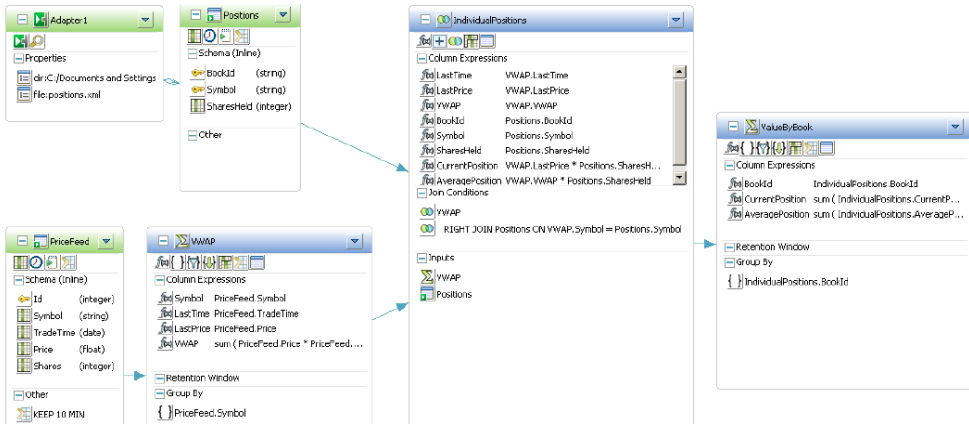 Adapter1
Properties
dir:C:/Documents and Settings
file:positions.xml
Positions
Schema (Inline)
BookId (string)
Symbol (string)
SharesHeld (integer)
Other
PriceFeed
Schema (Inline)
Id (integer)
Symbol (string)
TradeTime (date)
Price (float)
Shares (integer)
Other
KEEP 10 MIN
VWAP
Column Expressions
Symbol PriceFeed.Symbol
LastTime PriceFeed.TradeTime
LastPrice PriceFeed.Price
VWAP sum ( PriceFeed.Price * PriceFeed....
Retention Window
Group By
{ } PriceFeed.Symbol
IndividualPositions
Column Expressions
LastTime VWAP.LastTime
LastPrice VWAP.LastPrice
VWAP VWAP.VWAP
BookId Positions.BookId
Symbol Positions.Symbol
SharesHeld Positions.SharesHeld
CurrentPosition VWAP.LastPrice * Positions.SharesH...
AveragePosition VWAP.VWAP * Positions.SharesHeld
Join Conditions
VWAP
RIGHT JOIN Positions ON VWAP.Symbol = Positions.Symbol
Inputs
VWAP
Positions
ValueByBook
Column Expressions
BookId IndividualPositions.BookId
CurrentPosition sum ( IndividualPositions.CurrentP...
AveragePosition sum ( IndividualPositions.AverageP...
Retention Window
Group By
{ } IndividualPositions.BookId